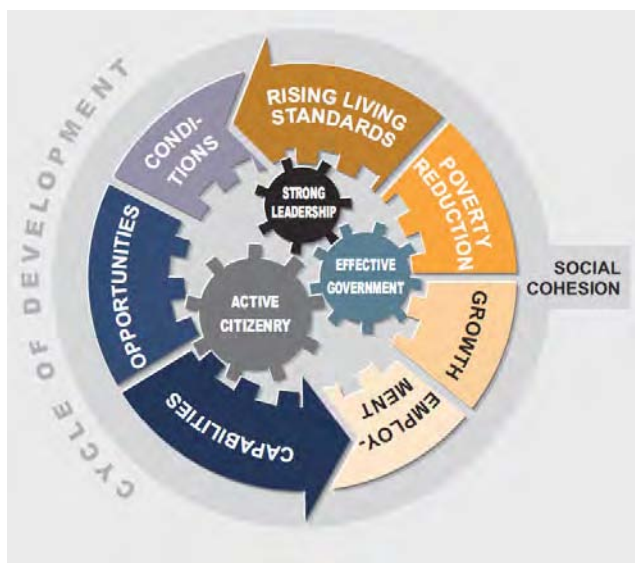 CYCLE OF DEVELOPMENT
RISING LIVING
STANDARDS
POVERTY
REDUCTION
GROWTH
EMPLOY-
MENT
CAPABILITIES
OPPORTUNITIES
CONDI-
TIONS
STRONG
LEADERSHIP
EFFECTIVE
GOVERNMENT
ACTIVE
CITIZENRY
SOCIAL
COHESION